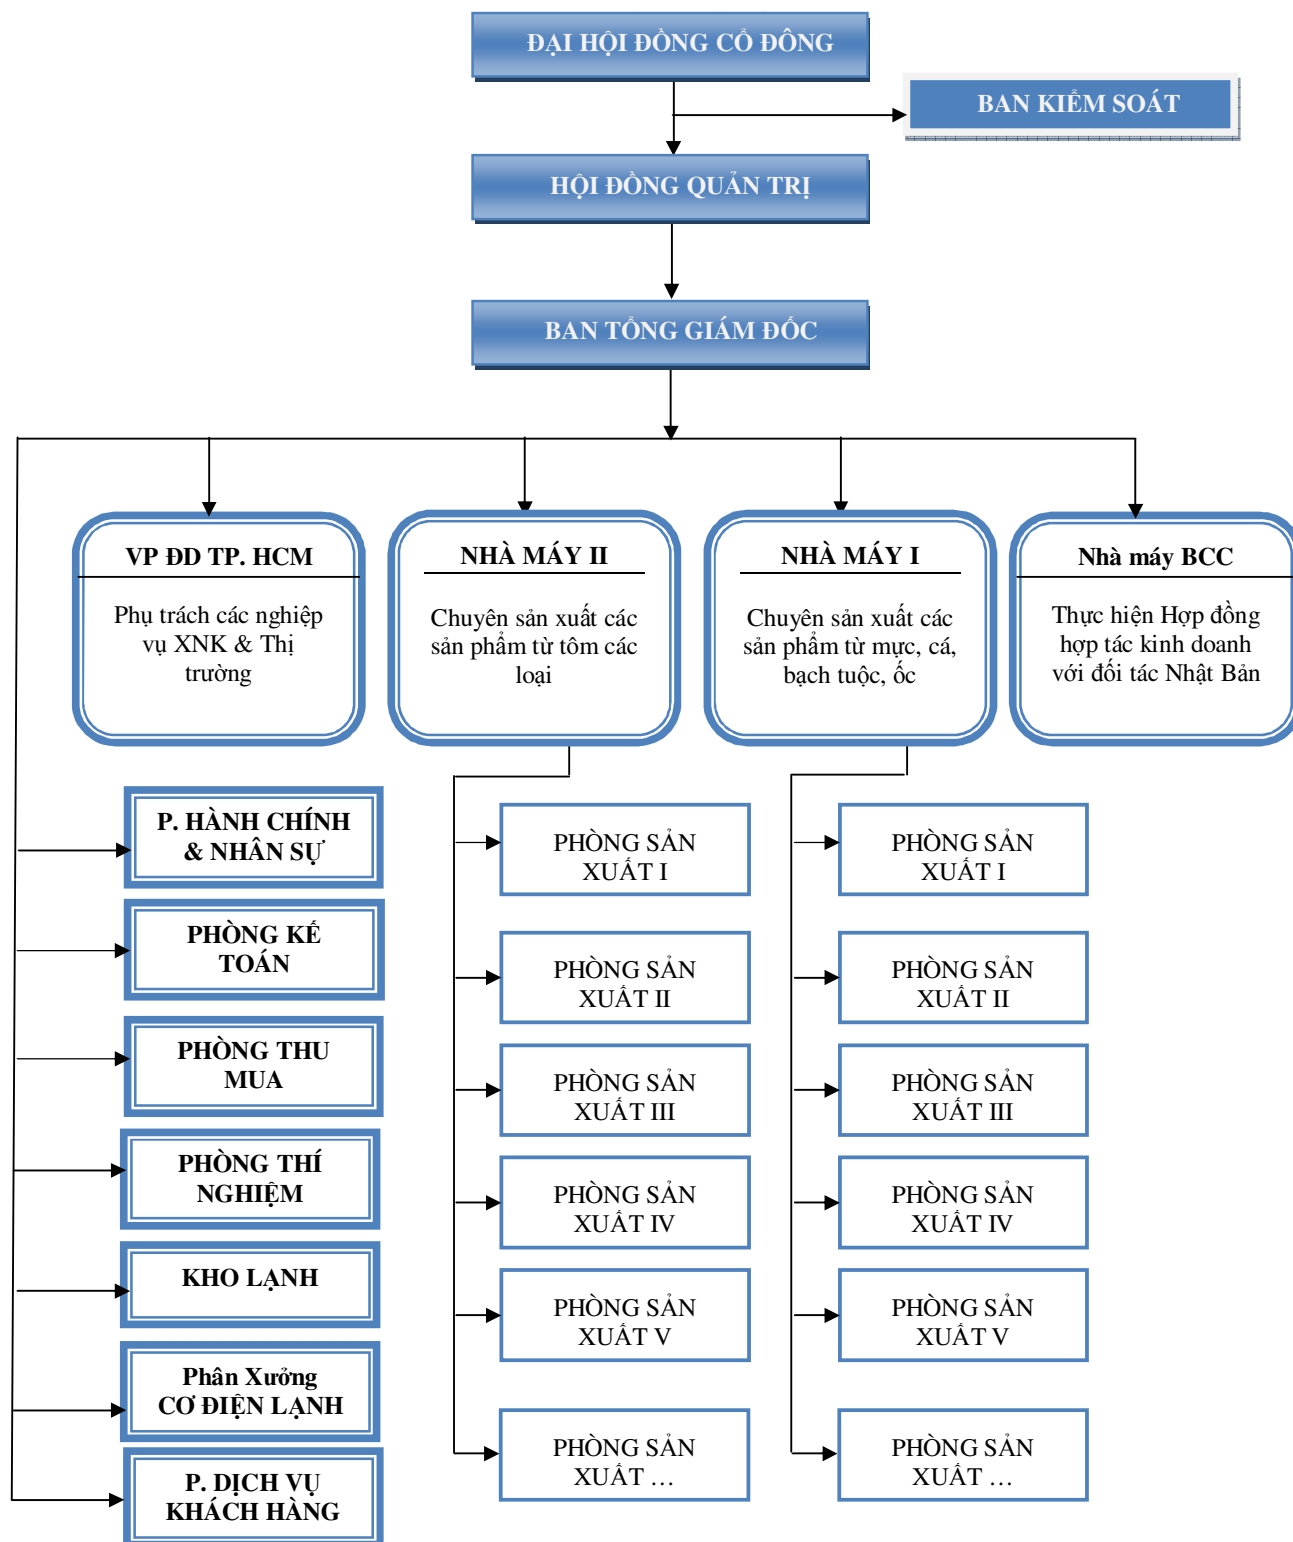 ĐẠI HỘI ĐỒNG CỔ ĐÔNG
BAN KIỂM SOÁT
HỘI ĐỒNG QUẢN TRỊ
BAN TỔNG GIÁM ĐỐC
VP ĐD TP. HCM
Phụ trách các nghiệp
vụ XNK & Thị
trường
NHÀ MÁY II
Chuyên sản xuất các
sản phẩm từ tôm các
loại
NHÀ MÁY I
Chuyên sản xuất các
sản phẩm từ mực, cá,
bạch tuộc, ốc
Nhà máy BCC
Thực hiện Hợp đồng
hợp tác kinh doanh
với đối tác Nhật Bản
P. HÀNH CHÍNH
& NHÂN SỰ
PHÒNG KẾ
TOÁN
PHÒNG THU
MUA
PHÒNG THÍ
NGHIỆM
KHO LẠNH
Phân Xưởng
CƠ ĐIỆN LẠNH
P. DỊCH VỤ
KHÁCH HÀNG
PHÒNG SẢN
XUẤT I
PHÒNG SẢN
XUẤT II
PHÒNG SẢN
XUẤT III
PHÒNG SẢN
XUẤT IV
PHÒNG SẢN
XUẤT V
PHÒNG SẢN
XUẤT …
PHÒNG SẢN
XUẤT I
PHÒNG SẢN
XUẤT II
PHÒNG SẢN
XUẤT III
PHÒNG SẢN
XUẤT IV
PHÒNG SẢN
XUẤT V
PHÒNG SẢN
XUẤT …